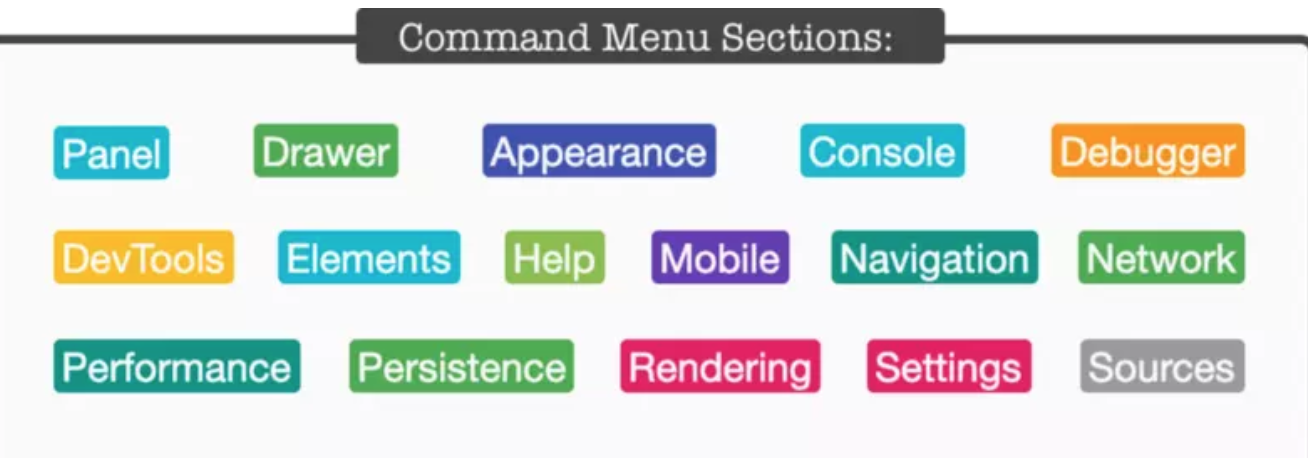 Command Menu Sections:
Panel Drawer Appearance Console Debugger
DevTools Elements Help Mobile Navigation Network
Performance Persistence Rendering Settings Sources